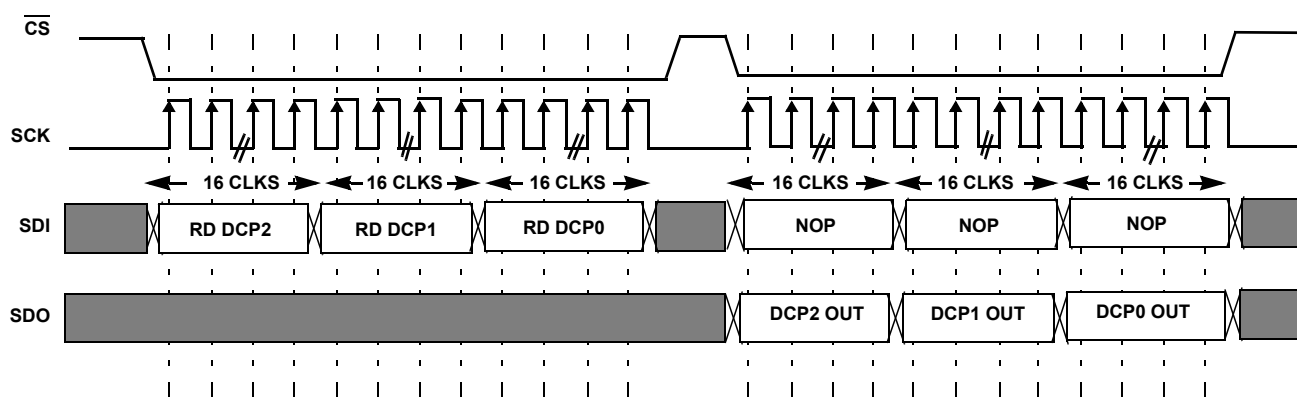 CS
SCK
16 CLKS 16 CLKS 16 CLKS 16 CLKS 16 CLKS 16 CLKS
SDI RD DCP2 RD DCP1 RD DCP0 NOP NOP NOP
SDO DCP2 OUT DCP1 OUT DCP0 OUT